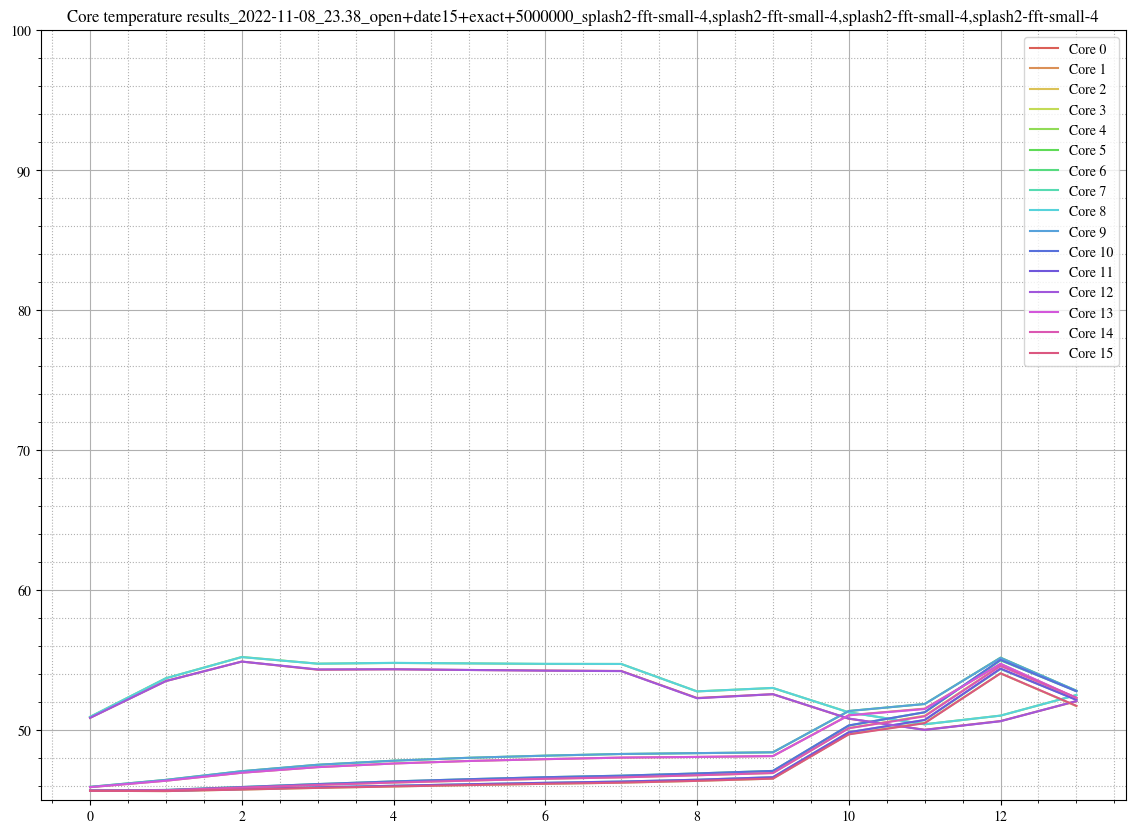 Core temperature results_2022-11-08_23.38_open+date15+exact+5000000_splash2-fft-small-4,splash2-fft-small-4,splash2-fft-small-4,splash2-fft-small-4
100
90
80
70
60
50
Core 0
Core 1
Core 2
Core 3
Core 4
Core 5
Core 6
Core 7
Core 8
Core 9
Core 10
Core 11
Core 12
Core 13
Core 14
Core 15
0 2 4 6 8 10 12